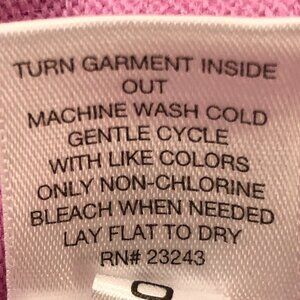 TURN GARMENT INSIDE
OUT
MACHINE WASH COLD
GENTLE CYCLE
WITH LIKE COLORS
ONLY NON-CHLORINE
BLEACH WHEN NEEDED
LAY FLAT TO DRY
RN# 23243